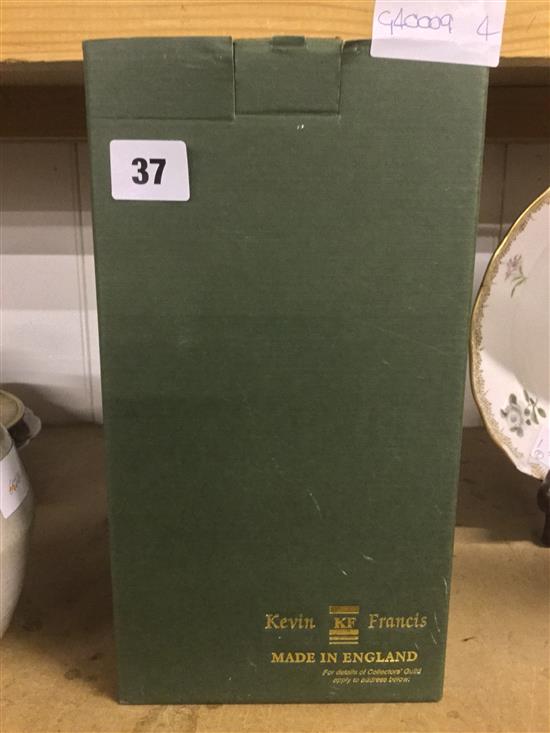 G40009 4
37
Kevin KF Francis
MADE IN ENGLAND
For details of Collectors' Guild
apply to address below.